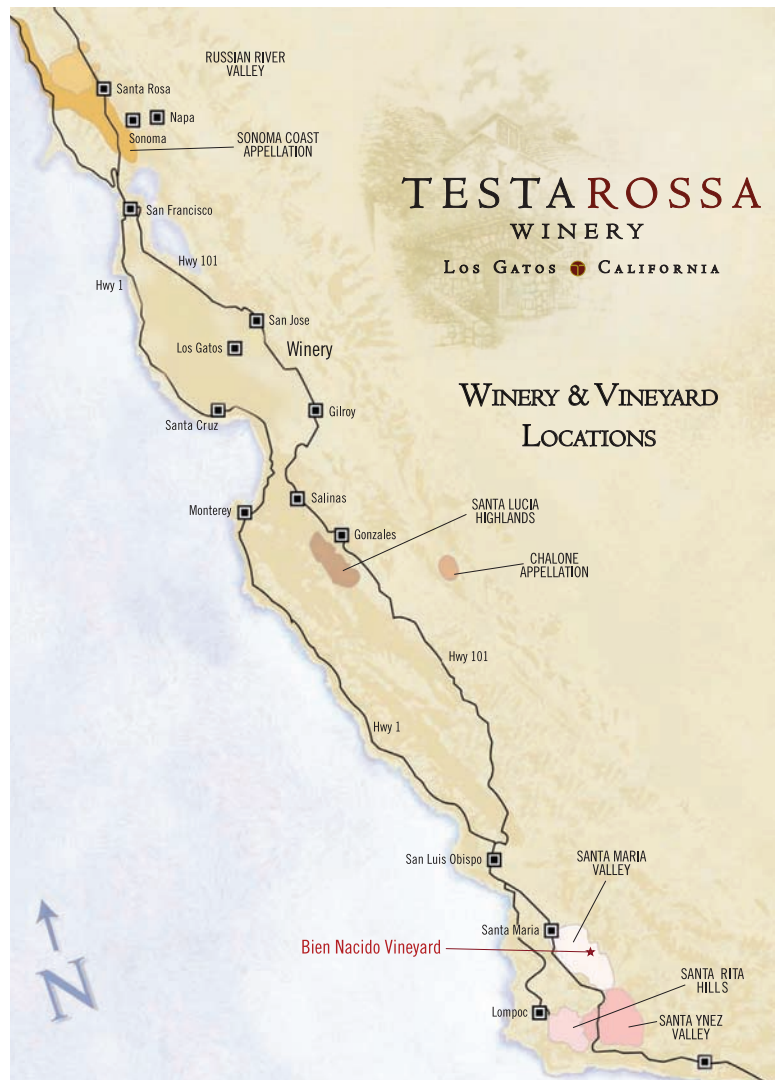 RUSSIAN RIVER
VALLEY
Santa Rosa
Napa
Sonoma
SONOMA COAST
APPELLATION
TESTAROSSA
WINERY
LOS GATOS CALIFORNIA
San Francisco
Hwy 101
Hwy 1
San Jose
Los Gatos
Winery
WINERY & VINEYARD
LOCATIONS
Santa Cruz
Gilroy
Monterey
Salinas
SANTA LUCIA
HIGHLANDS
Gonzales
CHALONE
APPELLATION
Hwy 101
Hwy 1
San Luis Obispo
SANTA MARIA
VALLEY
Santa Maria
Bien Nacido Vineyard
N
SANTA RITA
HILLS
Lompoc
SANTA YNEZ
VALLEY